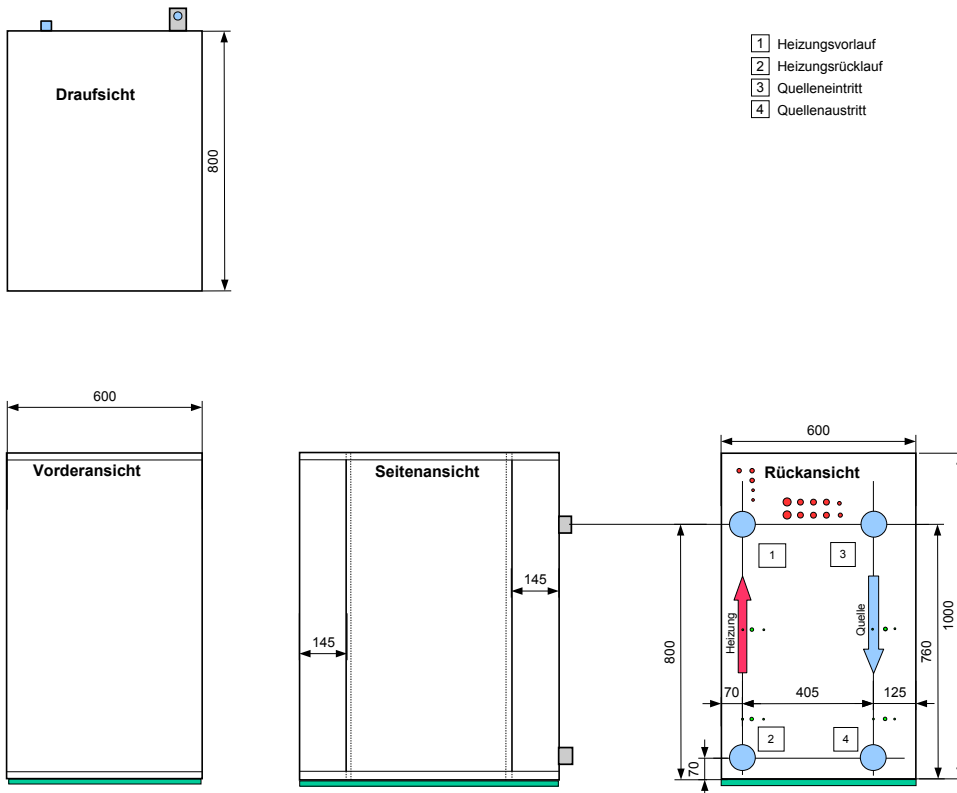 Draufsicht
800
1 Heizungsvorlauf
2 Heizungsrücklauf
3 Quelleneintritt
4 Quellenaustritt
600
Vorderansicht
Seitenansicht
145
145
600
Rückansicht
1
3
Heizung
Quelle
800
760
1000
70
405
125
2
4
70